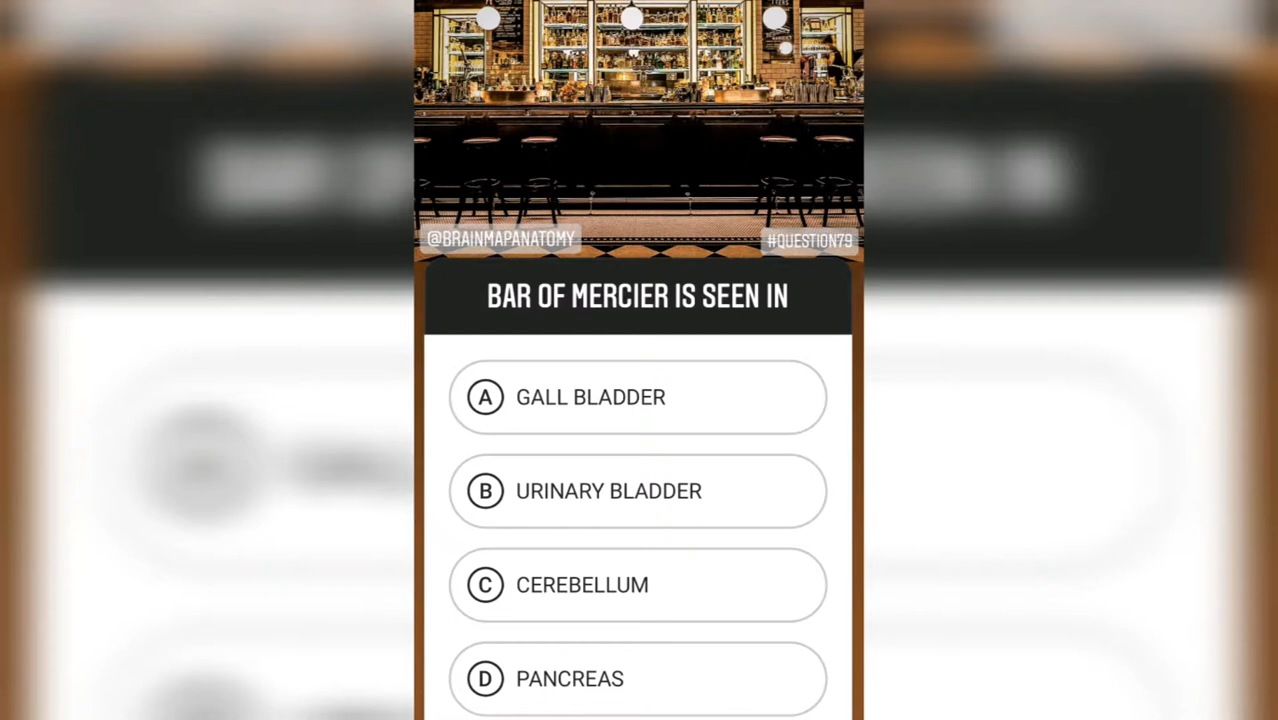 @BRAINMAPANATOMY
#QUESTION79
BAR OF MERCIER IS SEEN IN
A GALL BLADDER
B URINARY BLADDER
C CEREBELLUM
D PANCREAS